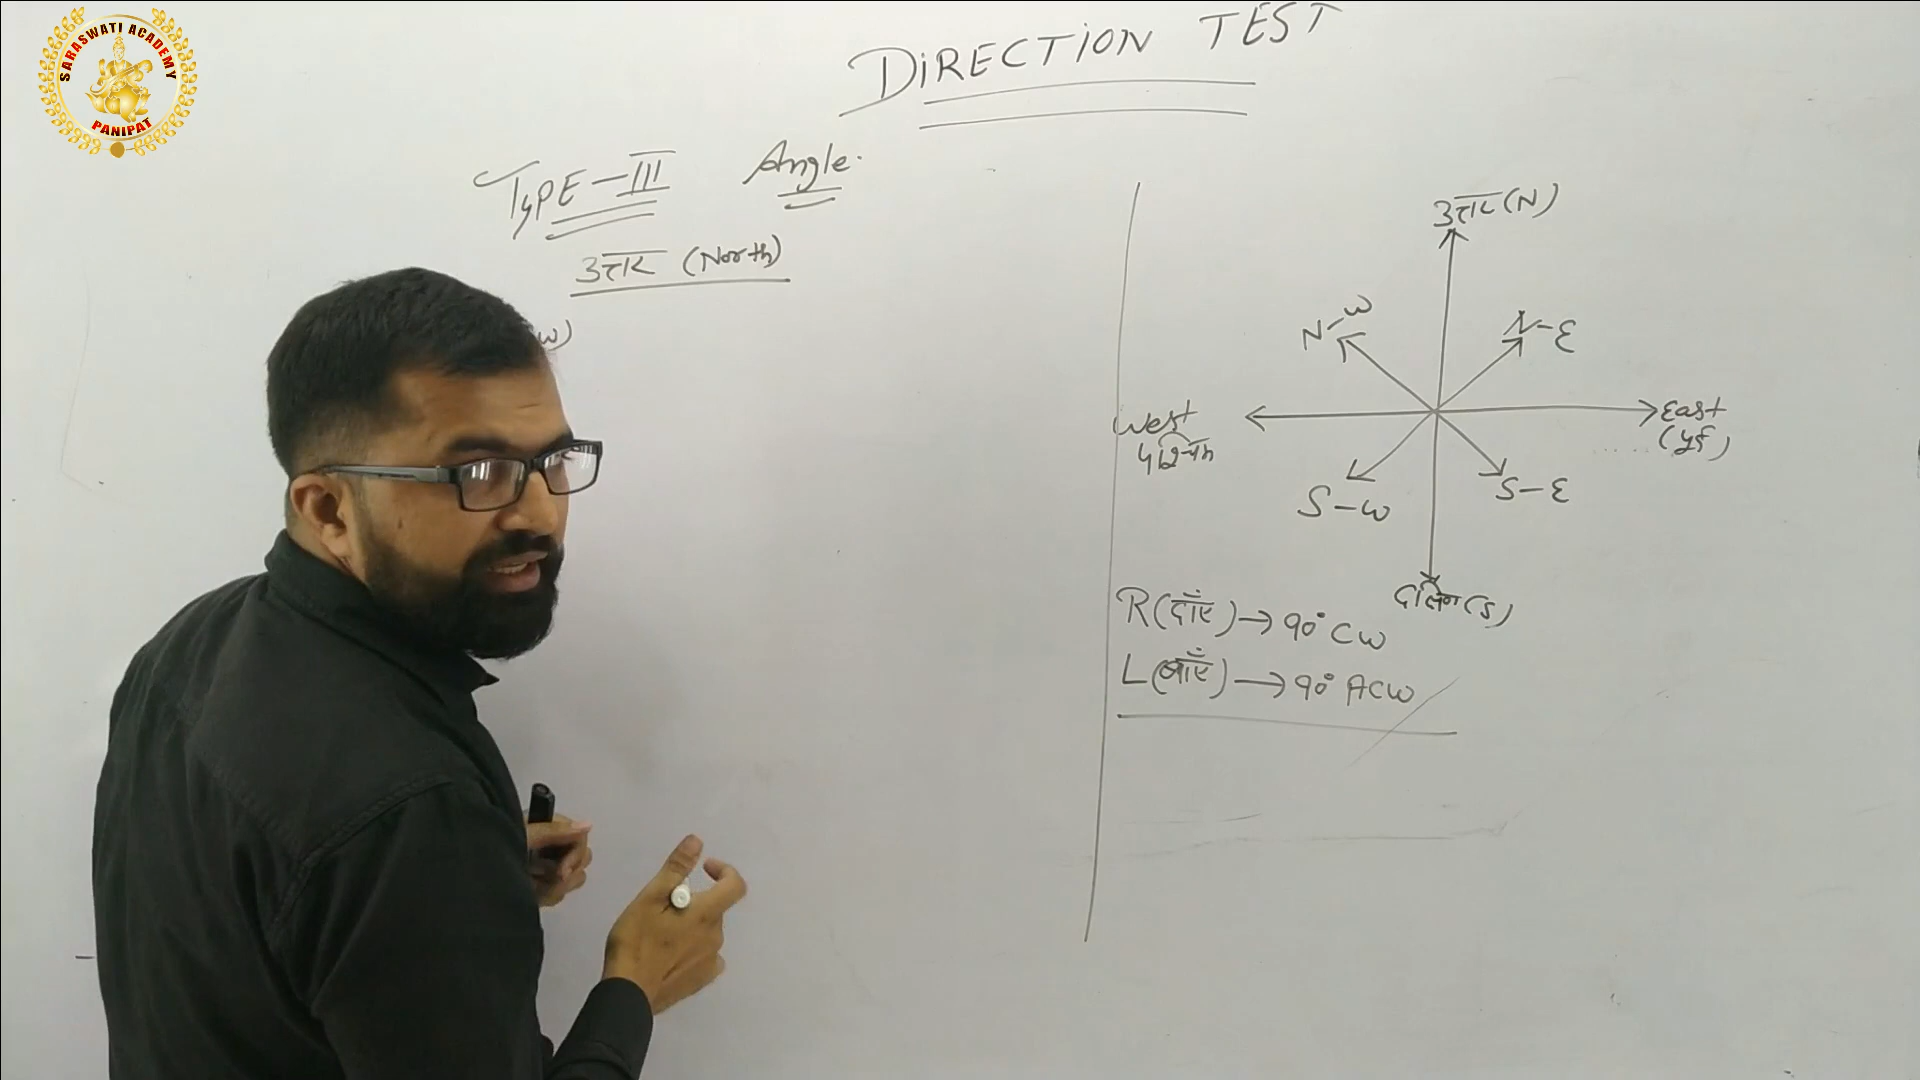 SARASWATI ACADEMY
PANIPAT
DIRECTION TEST
TYPE-III Angle.
उत्तर (North)
W)
उत्तर (N)
N-W
N-E
West
पश्चिम
East
(पूर्व)
S-W
S-E
दक्षिण (S)
R(दाँए) → 90° CW
L(बाँए) → 90° ACW